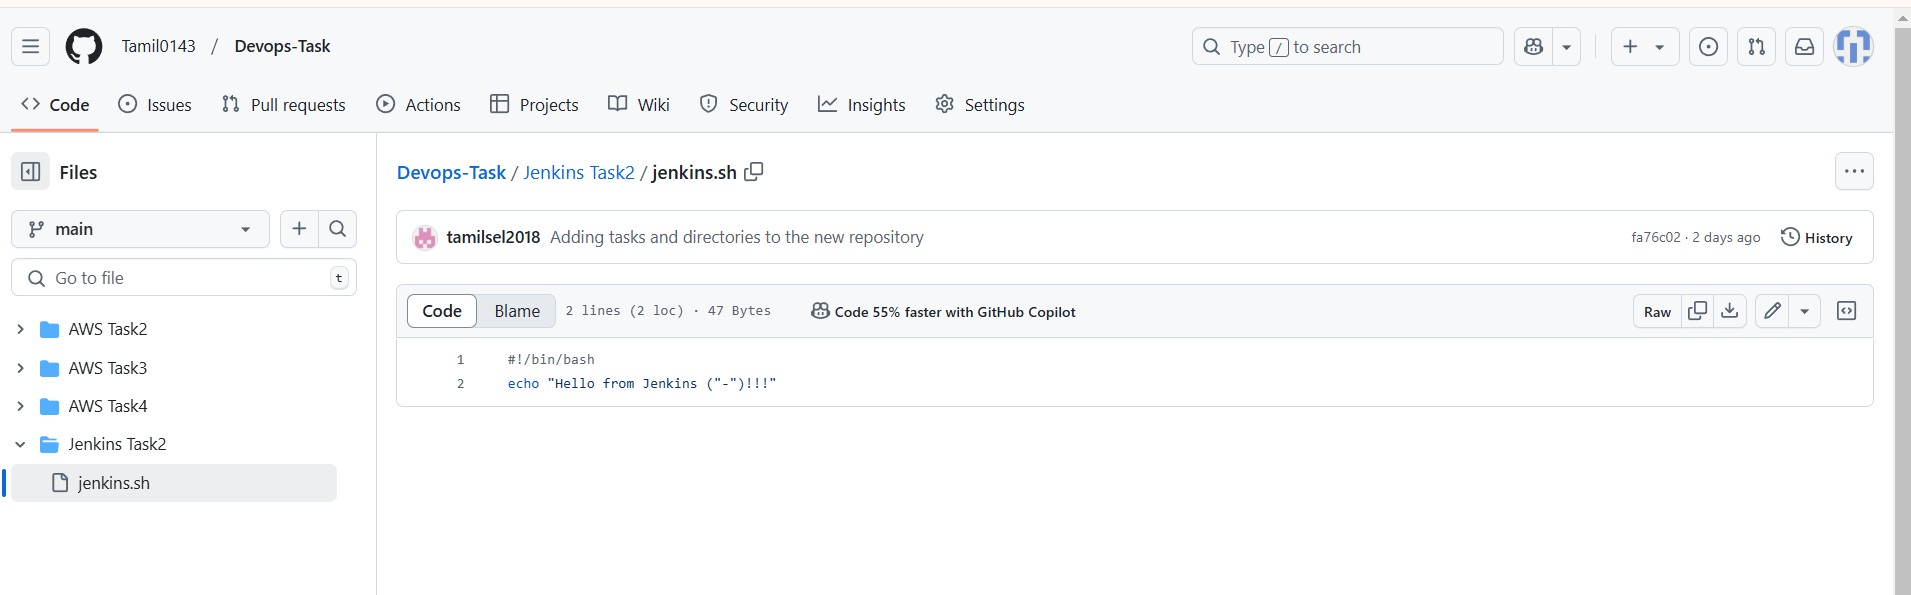 Tamil0143 / Devops-Task
Type / to search
Code Issues Pull requests Actions Projects Wiki Security Insights Settings
Files
main
Go to file t
AWS Task2
AWS Task3
AWS Task4
Jenkins Task2
jenkins.sh
Devops-Task / Jenkins Task2 / jenkins.sh
tamilsel2018 Adding tasks and directories to the new repository fa76c02 · 2 days ago History
Code Blame 2 lines (2 loc) · 47 Bytes Code 55% faster with GitHub Copilot Raw
1 #!/bin/bash
2 echo "Hello from Jenkins ("-")!!!"